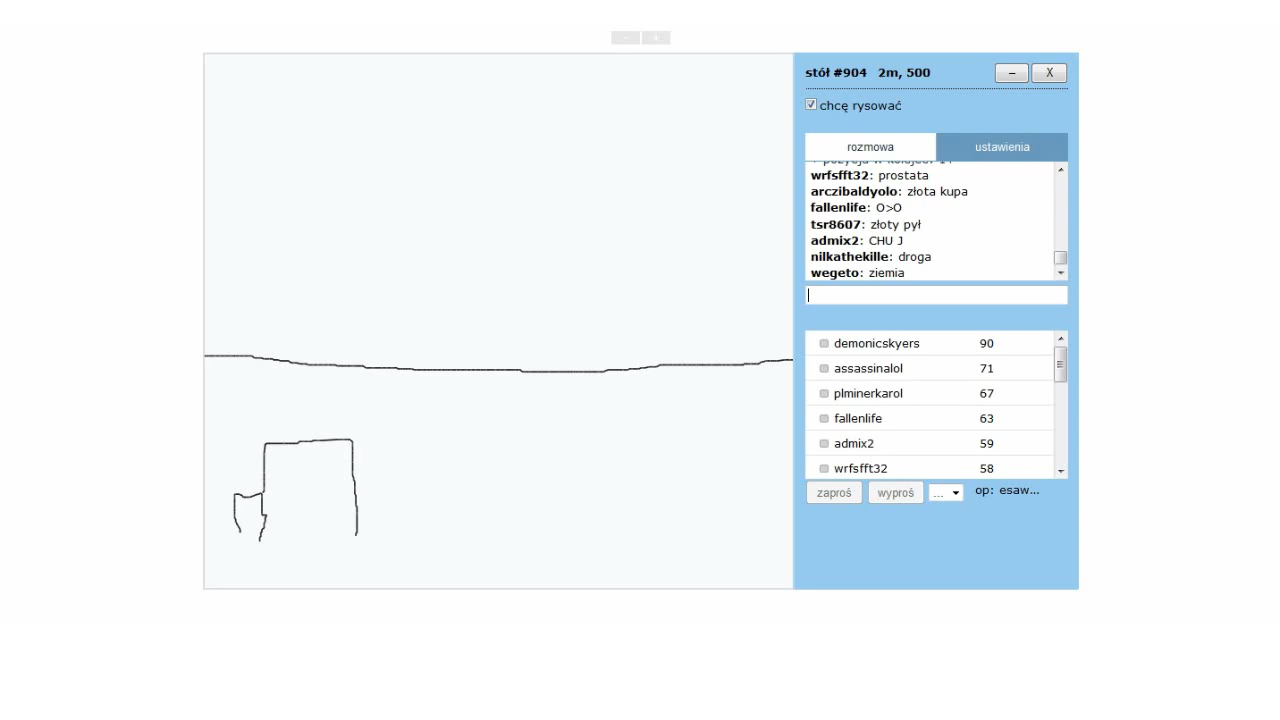 stół #904 2m, 500
– X
chcę rysować
rozmowa ustawienia
wrfsfft32: prostata
arczibaldyolo: złota kupa
fallenlife: O>O
tsr8607: złoty pył
admix2: CHU J
nilkathekille: droga
wegeto: ziemia
demonicskyers 90
assassinalol 71
plminerkarol 67
fallenlife 63
admix2 59
wrfsfft32 58
zaproś wyproś ... op: esaw...